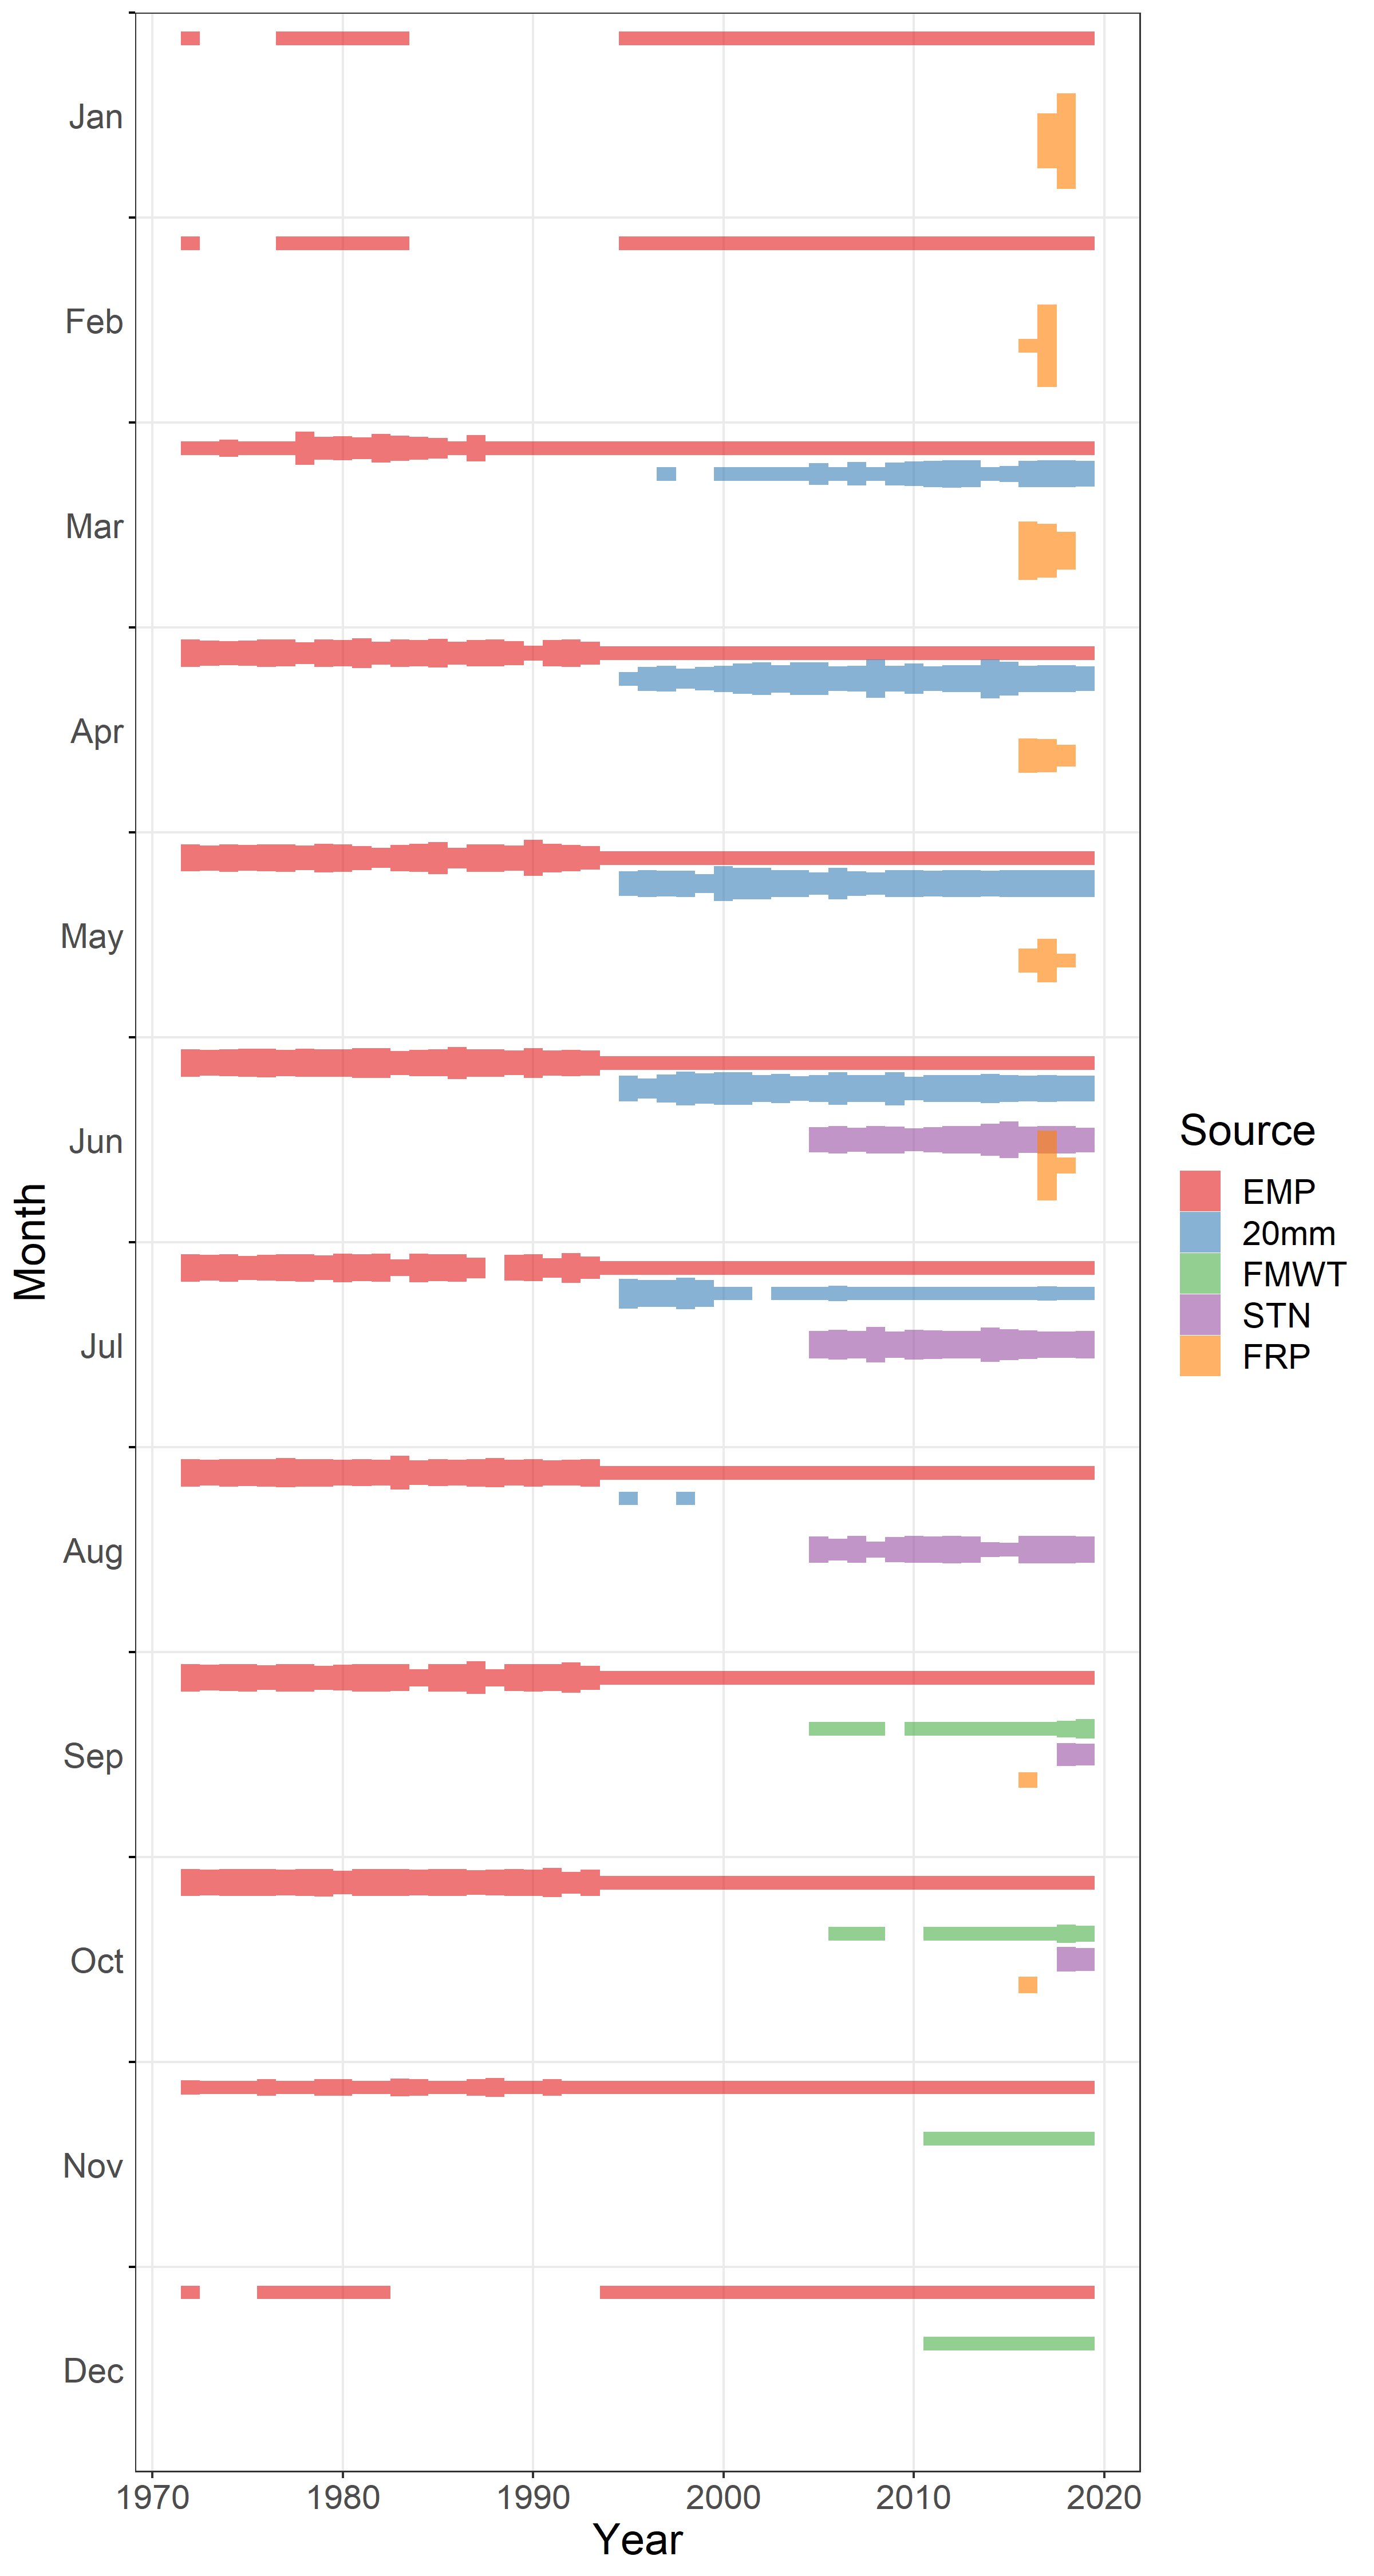 Jan
Feb
Mar
Apr
May
Jun
Jul
Aug
Sep
Oct
Nov
Dec
Month
1970 1980 1990 2000 2010 2020
Year
Source
EMP
20mm
FMWT
STN
FRP